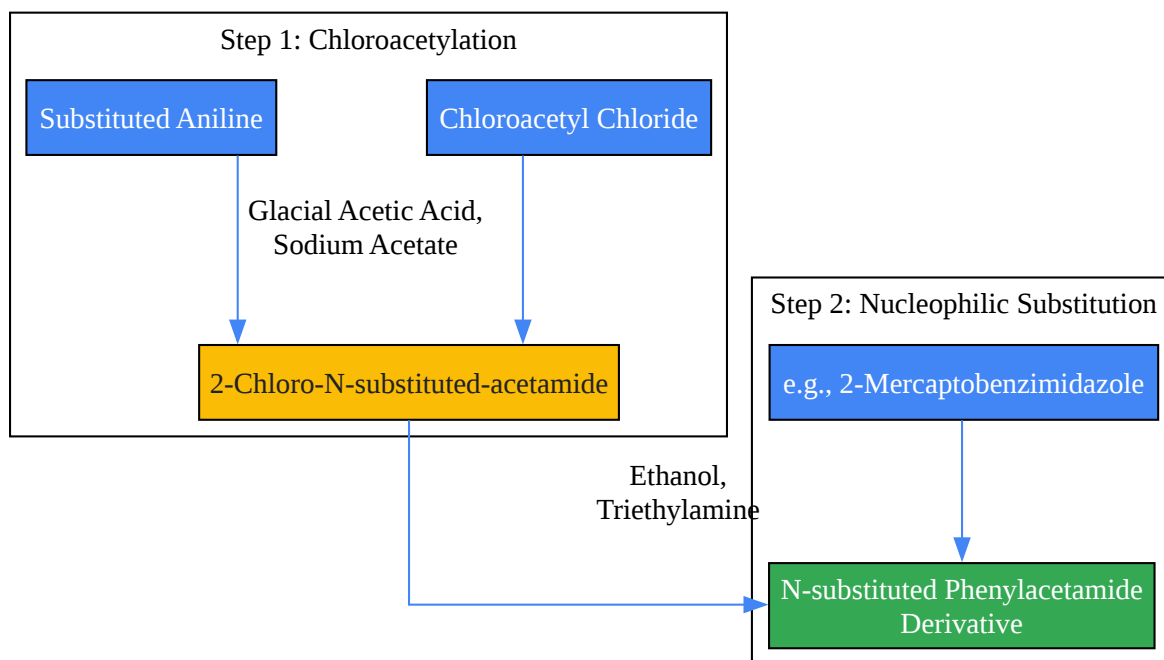 Step 1: Chloroacetylation
Substituted Aniline
Chloroacetyl Chloride
Glacial Acetic Acid,
Sodium Acetate
2-Chloro-N-substituted-acetamide
Step 2: Nucleophilic Substitution
e.g., 2-Mercaptobenzimidazole
Ethanol,
Triethylamine
N-substituted Phenylacetamide
Derivative